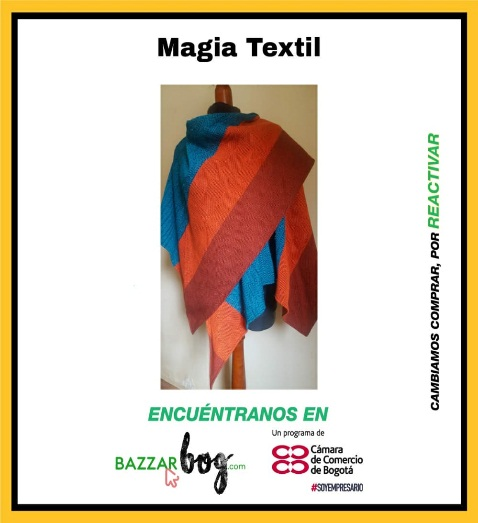 Magia Textil
CAMBIAMOS COMPRAR, POR REACTIVAR
ENCUÉNTRANOS EN
BAZZAR bog.com
Un programa de
Cámara
de Comercio
de Bogotá
#SOYEMPRESARIO